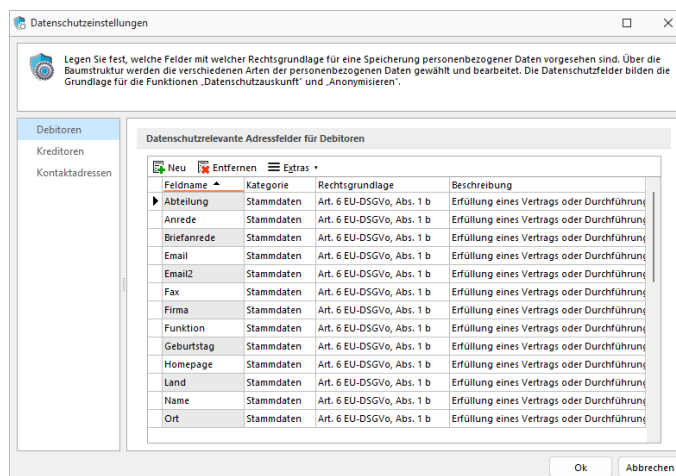 Datenschutzeinstellungen
Legen Sie fest, welche Felder mit welcher Rechtsgrundlage für eine Speicherung personenbezogener Daten vorgesehen sind. Über die
Baumstruktur werden die verschiedenen Arten der personenbezogenen Daten gewählt und bearbeitet. Die Datenschutzfelder bilden die
Grundlage für die Funktionen „Datenschutzauskunft" und „Anonymisieren".
Debitoren
Kreditoren
Kontaktadressen
Datenschutzrelevante Adressfelder für Debitoren
Neu Entfernen Extras
Feldname Kategorie Rechtsgrundlage Beschreibung
Abteilung Stammdaten Art. 6 EU-DSGVo, Abs. 1 b Erfüllung eines Vertrags oder Durchführung
Anrede Stammdaten Art. 6 EU-DSGVo, Abs. 1 b Erfüllung eines Vertrags oder Durchführung
Briefanrede Stammdaten Art. 6 EU-DSGVo, Abs. 1 b Erfüllung eines Vertrags oder Durchführung
Email Stammdaten Art. 6 EU-DSGVo, Abs. 1 b Erfüllung eines Vertrags oder Durchführung
Email2 Stammdaten Art. 6 EU-DSGVo, Abs. 1 b Erfüllung eines Vertrags oder Durchführung
Fax Stammdaten Art. 6 EU-DSGVo, Abs. 1 b Erfüllung eines Vertrags oder Durchführung
Firma Stammdaten Art. 6 EU-DSGVo, Abs. 1 b Erfüllung eines Vertrags oder Durchführung
Funktion Stammdaten Art. 6 EU-DSGVo, Abs. 1 b Erfüllung eines Vertrags oder Durchführung
Geburtstag Stammdaten Art. 6 EU-DSGVo, Abs. 1 b Erfüllung eines Vertrags oder Durchführung
Homepage Stammdaten Art. 6 EU-DSGVo, Abs. 1 b Erfüllung eines Vertrags oder Durchführung
Land Stammdaten Art. 6 EU-DSGVo, Abs. 1 b Erfüllung eines Vertrags oder Durchführung
Name Stammdaten Art. 6 EU-DSGVo, Abs. 1 b Erfüllung eines Vertrags oder Durchführung
Ort Stammdaten Art. 6 EU-DSGVo, Abs. 1 b Erfüllung eines Vertrags oder Durchführung
Ok Abbrechen